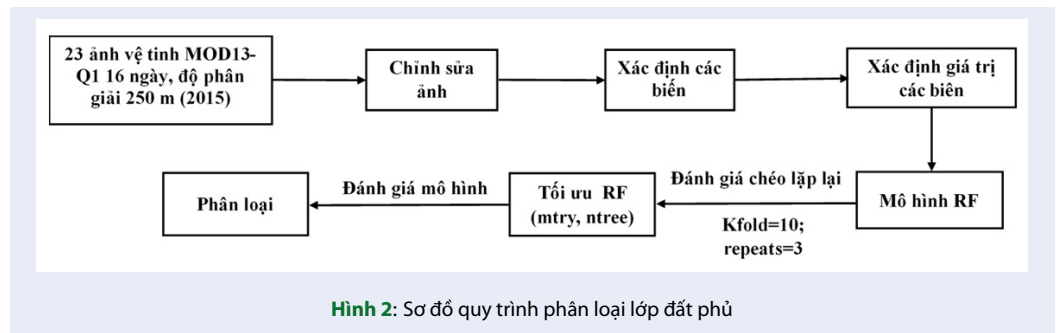 23 ảnh vệ tinh MOD13-
Q1 16 ngày, độ phân
giải 250 m (2015)
Chỉnh sửa
ảnh
Xác định các
biến
Xác định giá trị
các biên
Mô hình RF
Đánh giá chéo lặp lại
Kfold=10;
repeats=3
Tối ưu RF
(mtry, ntree)
Đánh giá mô hình
Phân loại
Hình 2: Sơ đồ quy trình phân loại lớp đất phủ